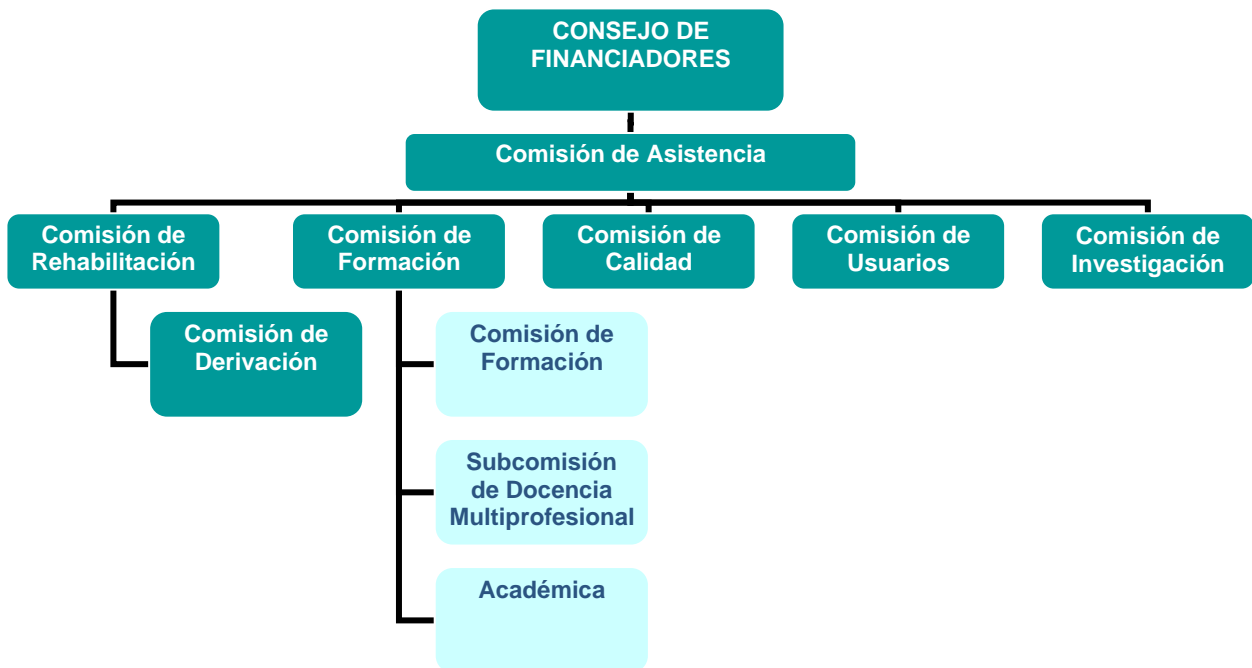 CONSEJO DE
FINANCIADORES
Comisión de Asistencia
Comisión de
Rehabilitación
Comisión de
Formación
Comisión de
Calidad
Comisión de
Usuarios
Comisión de
Investigación
Comisión de
Derivación
Comisión de
Formación
Subcomisión
de Docencia
Multiprofesional
Académica